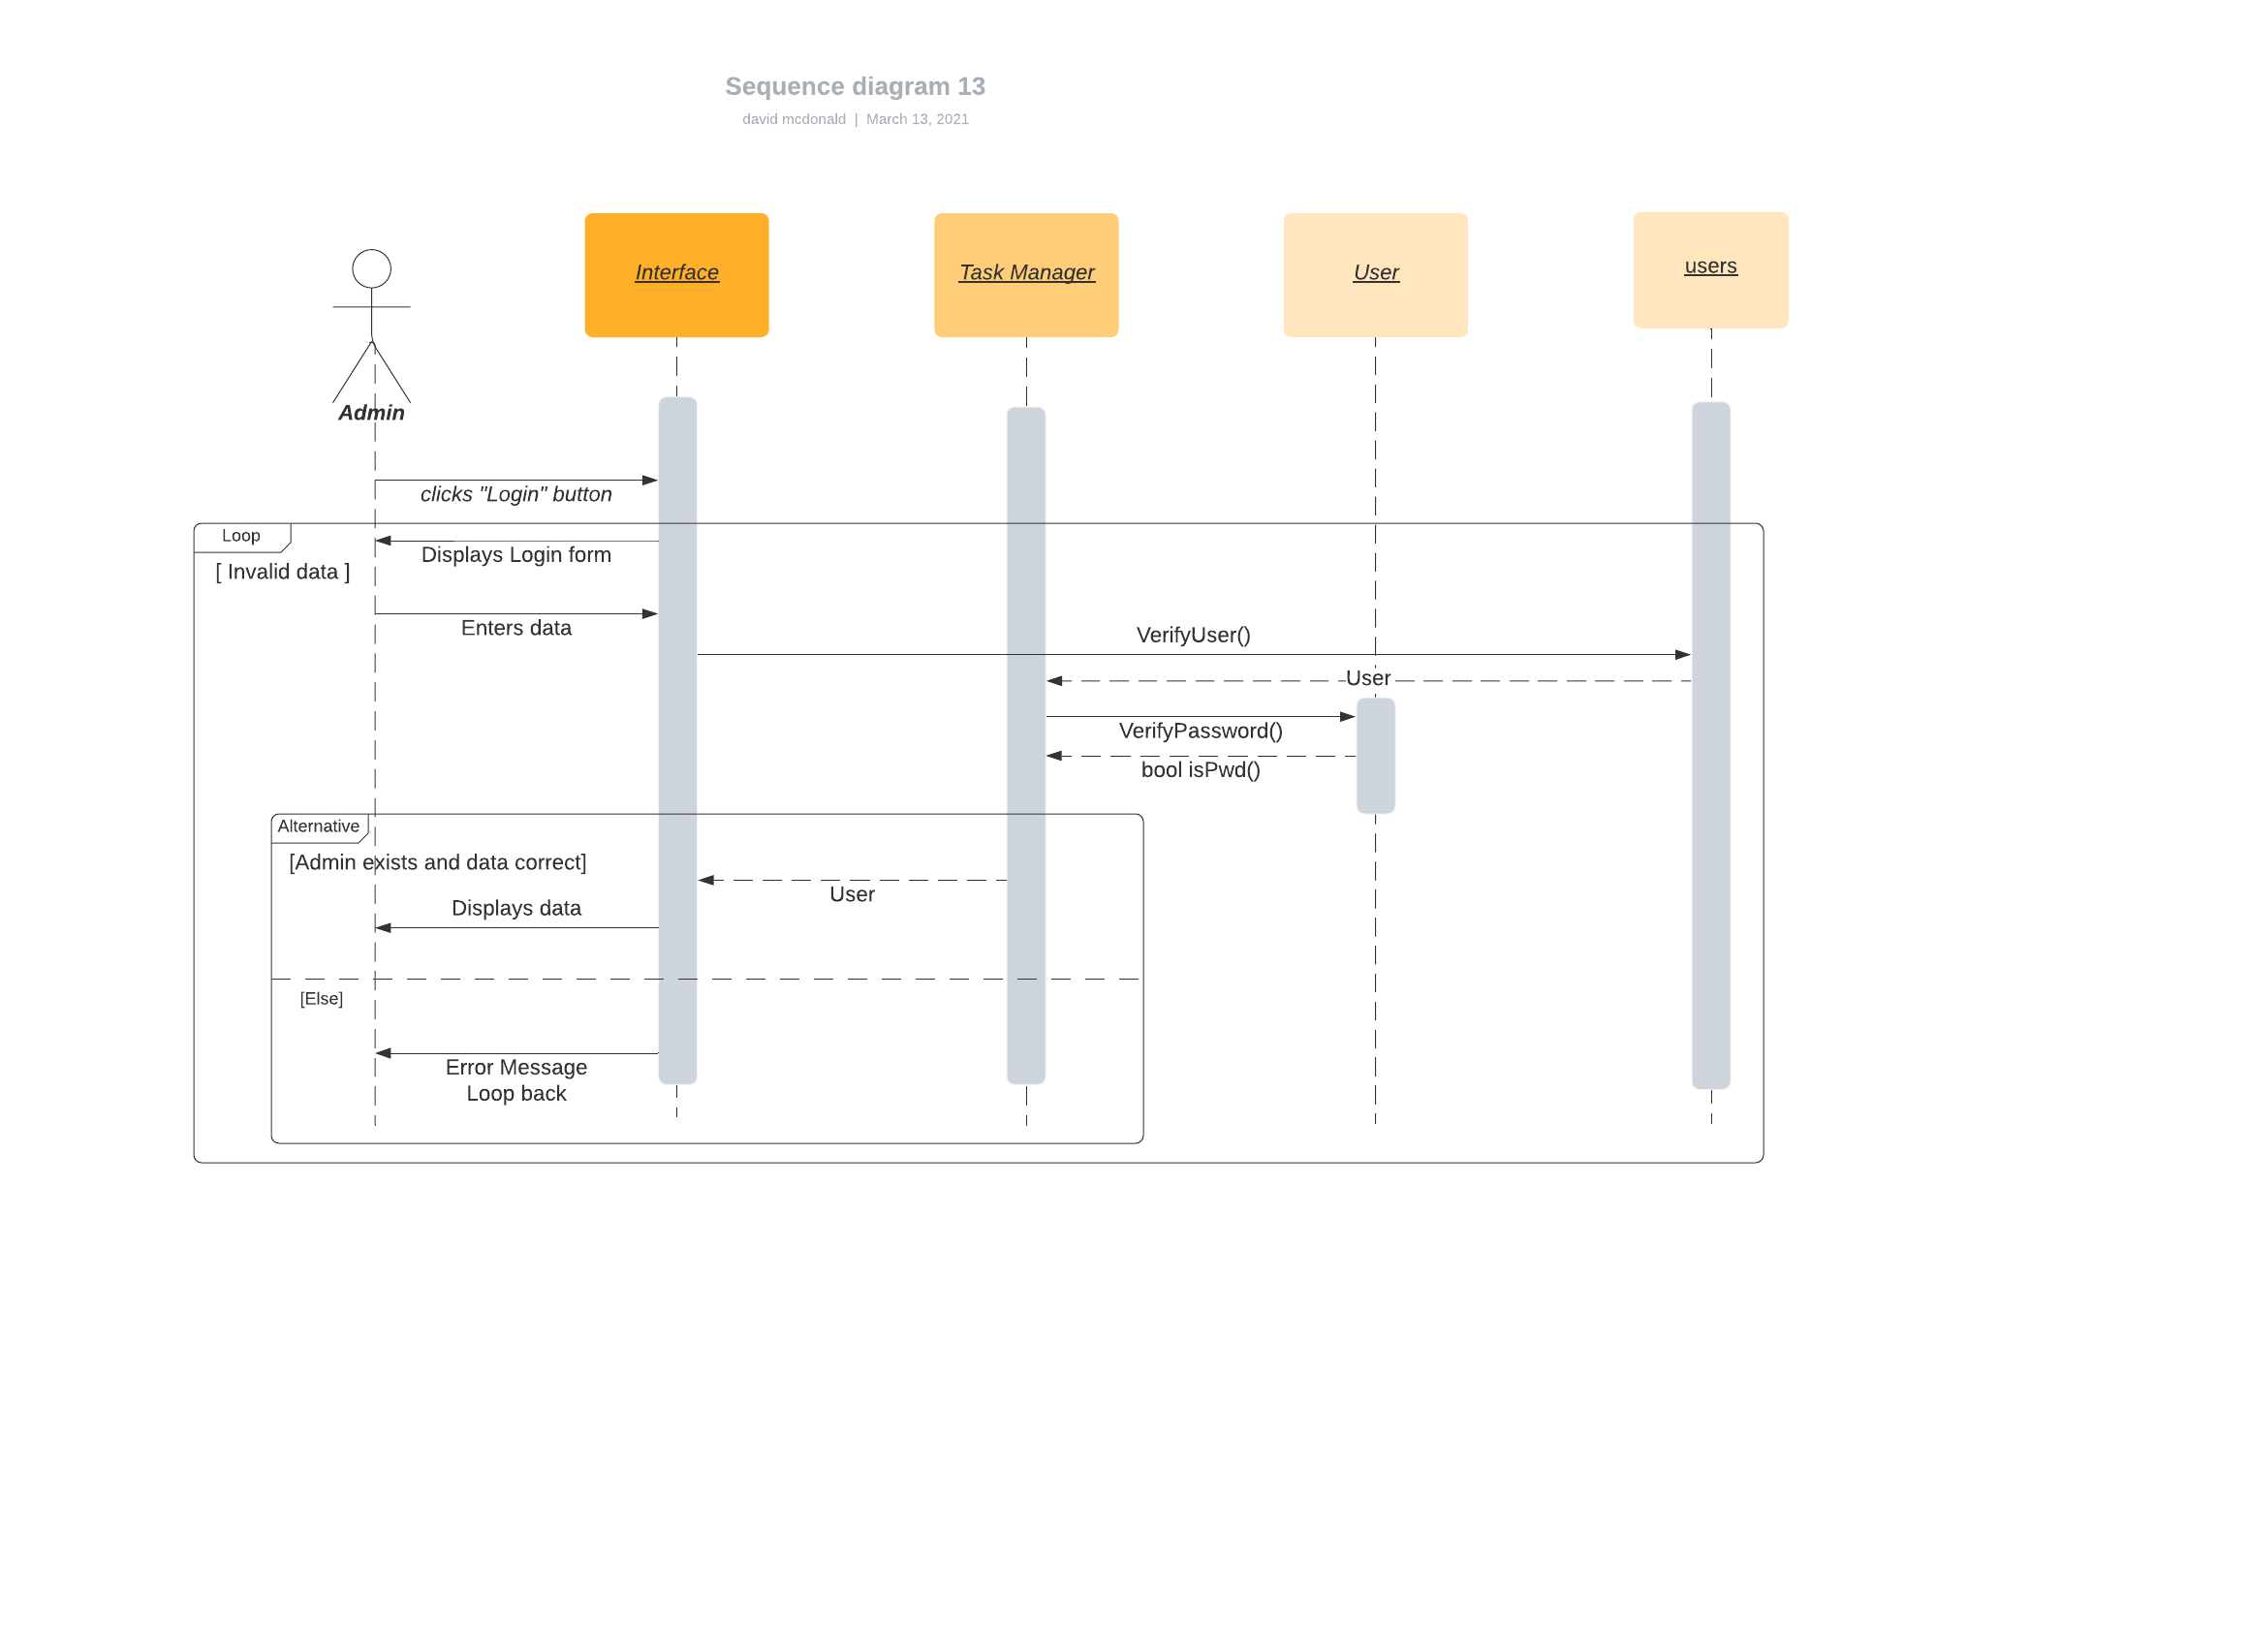 Sequence diagram 13
david mcdonald | March 13, 2021
Interface
Task Manager
User
users
Admin
clicks "Login" button
Loop
Displays Login form
[ Invalid data ]
Enters data
VerifyUser()
User
VerifyPassword()
bool isPwd()
Alternative
[Admin exists and data correct]
User
Displays data
[Else]
Error Message
Loop back